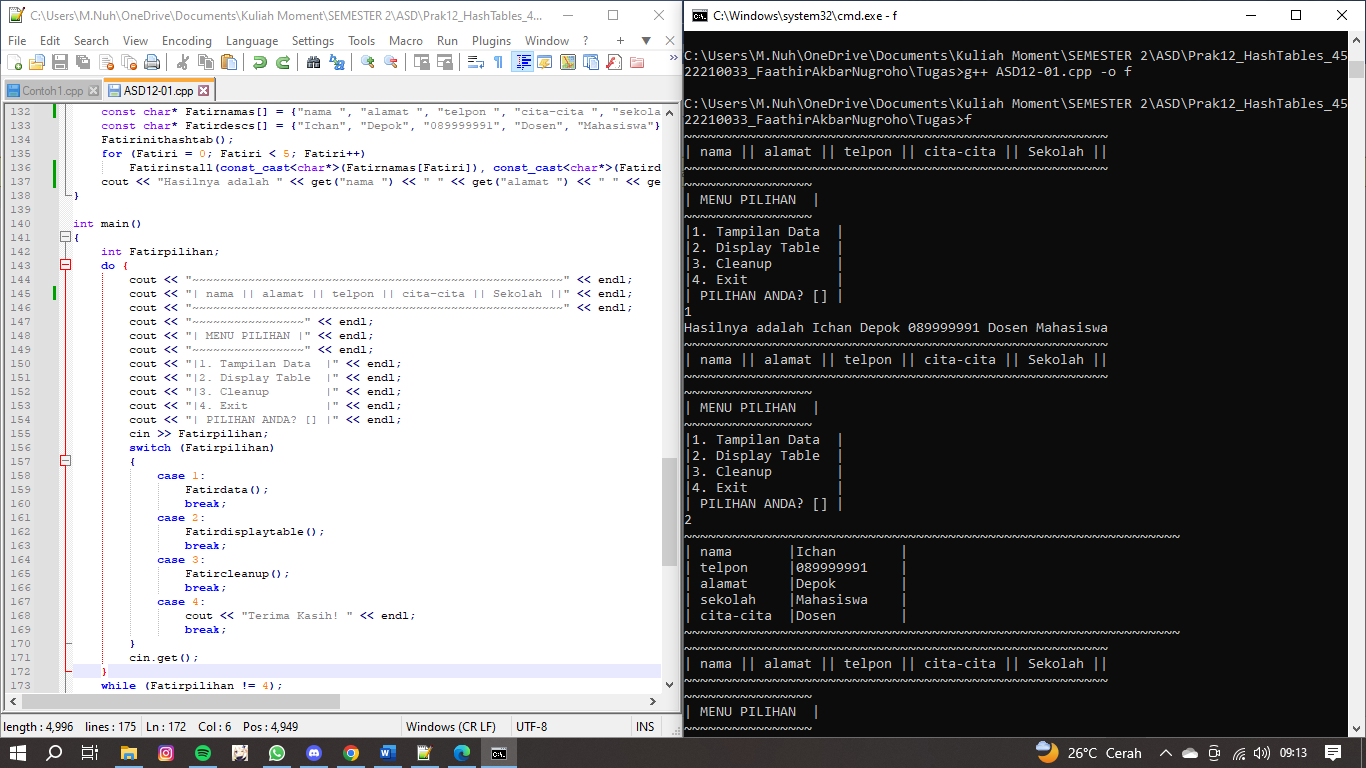 C:\Users\M.Nuh\OneDrive\Documents\Kuliah Moment\SEMESTER 2\ASD\Prak12_HashTables_4...
File Edit Search View Encoding Language Settings Tools Macro Run Plugins Window ? + ▼ X
Contoh1.cpp ASD12-01.cpp
132 const char* Fatirnamas[] = {"nama ", "alamat ", "telpon ", "cita-cita ", "sekola
133 const char* Fatirdescs[] = {"Ichan", "Depok", "089999991", "Dosen", "Mahasiswa"}
134 Fatirinithashtab();
135 for (Fatiri = 0; Fatiri < 5; Fatiri++)
136 Fatirinstall(const_cast<char*>(Fatirnamas[Fatiri]), const_cast<char*>(Fatird
137 cout << "Hasilnya adalah " << get("nama ") << " " << get("alamat ") << " " << ge
138 }
139
140 int main()
141 {
142 int Fatirpilihan;
143 do {
144 cout << "~~~~~~~~~~~~~~~~~~~~~~~~~~~~~~~~~~~~~~~~~~~~~~~~~~~~~" << endl;
145 cout << "| nama || alamat || telpon || cita-cita || Sekolah ||" << endl;
146 cout << "~~~~~~~~~~~~~~~~~~~~~~~~~~~~~~~~~~~~~~~~~~~~~~~~~~~~~" << endl;
147 cout << "~~~~~~~~~~~~~~~~" << endl;
148 cout << "| MENU PILIHAN |" << endl;
149 cout << "~~~~~~~~~~~~~~~~" << endl;
150 cout << "|1. Tampilan Data  |" << endl;
151 cout << "|2. Display Table  |" << endl;
152 cout << "|3. Cleanup        |" << endl;
153 cout << "|4. Exit           |" << endl;
154 cout << "| PILIHAN ANDA? [] |" << endl;
155 cin >> Fatirpilihan;
156 switch (Fatirpilihan)
157 {
158 case 1:
159 Fatirdata();
160 break;
161 case 2:
162 Fatirdisplaytable();
163 break;
164 case 3:
165 Fatircleanup();
166 break;
167 case 4:
168 cout << "Terima Kasih! " << endl;
169 break;
170 }
171 cin.get();
172 }
173 while (Fatirpilihan != 4);
length : 4,996 lines : 175 Ln : 172 Col : 6 Pos : 4,949 Windows (CR LF) UTF-8 INS
C:\Windows\system32\cmd.exe - f
C:\Users\M.Nuh\OneDrive\Documents\Kuliah Moment\SEMESTER 2\ASD\Prak12_HashTables_45
22210033_FaathirAkbarNugroho\Tugas>g++ ASD12-01.cpp -o f
C:\Users\M.Nuh\OneDrive\Documents\Kuliah Moment\SEMESTER 2\ASD\Prak12_HashTables_45
22210033_FaathirAkbarNugroho\Tugas>f
~~~~~~~~~~~~~~~~~~~~~~~~~~~~~~~~~~~~~~~~~~~~~~~~~~~~~
| nama || alamat || telpon || cita-cita || Sekolah ||
~~~~~~~~~~~~~~~~~~~~~~~~~~~~~~~~~~~~~~~~~~~~~~~~~~~~~
~~~~~~~~~~~~~~~~
| MENU PILIHAN  |
~~~~~~~~~~~~~~~~
|1. Tampilan Data  |
|2. Display Table  |
|3. Cleanup        |
|4. Exit           |
| PILIHAN ANDA? [] |
1
Hasilnya adalah Ichan Depok 089999991 Dosen Mahasiswa
~~~~~~~~~~~~~~~~~~~~~~~~~~~~~~~~~~~~~~~~~~~~~~~~~~~~~
| nama || alamat || telpon || cita-cita || Sekolah ||
~~~~~~~~~~~~~~~~~~~~~~~~~~~~~~~~~~~~~~~~~~~~~~~~~~~~~
~~~~~~~~~~~~~~~~
| MENU PILIHAN  |
~~~~~~~~~~~~~~~~
|1. Tampilan Data  |
|2. Display Table  |
|3. Cleanup        |
|4. Exit           |
| PILIHAN ANDA? [] |
2
~~~~~~~~~~~~~~~~~~~~~~~~~~~~~~~~~~~~~~~~~~~~~~~~~~~~~~~~~~~~~~
| nama       |Ichan        |
| telpon     |089999991    |
| alamat     |Depok        |
| sekolah    |Mahasiswa    |
| cita-cita  |Dosen        |
~~~~~~~~~~~~~~~~~~~~~~~~~~~~~~~~~~~~~~~~~~~~~~~~~~~~~~~~~~~~~~
~~~~~~~~~~~~~~~~~~~~~~~~~~~~~~~~~~~~~~~~~~~~~~~~~~~~~
| nama || alamat || telpon || cita-cita || Sekolah ||
~~~~~~~~~~~~~~~~~~~~~~~~~~~~~~~~~~~~~~~~~~~~~~~~~~~~~
~~~~~~~~~~~~~~~~
| MENU PILIHAN  |
~~~~~~~~~~~~~~~~
26°C Cerah 09:13